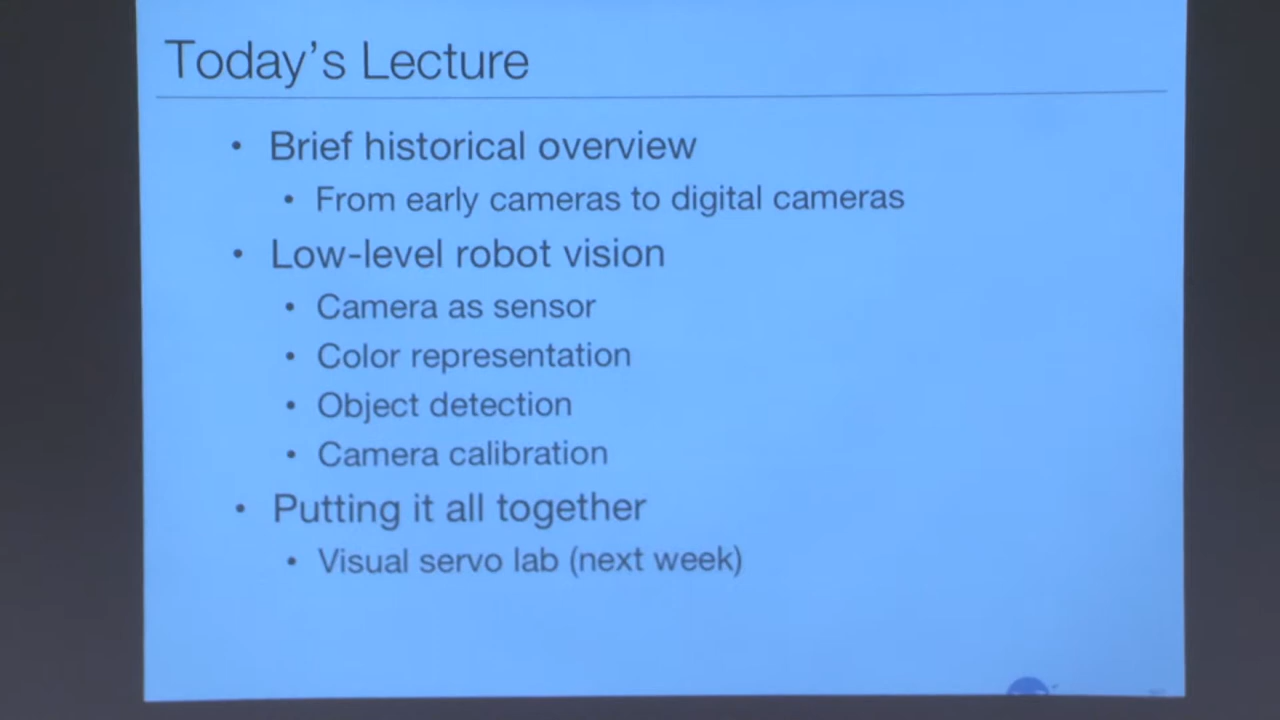 Today's Lecture
• Brief historical overview
• From early cameras to digital cameras
• Low-level robot vision
• Camera as sensor
• Color representation
• Object detection
• Camera calibration
• Putting it all together
• Visual servo lab (next week)